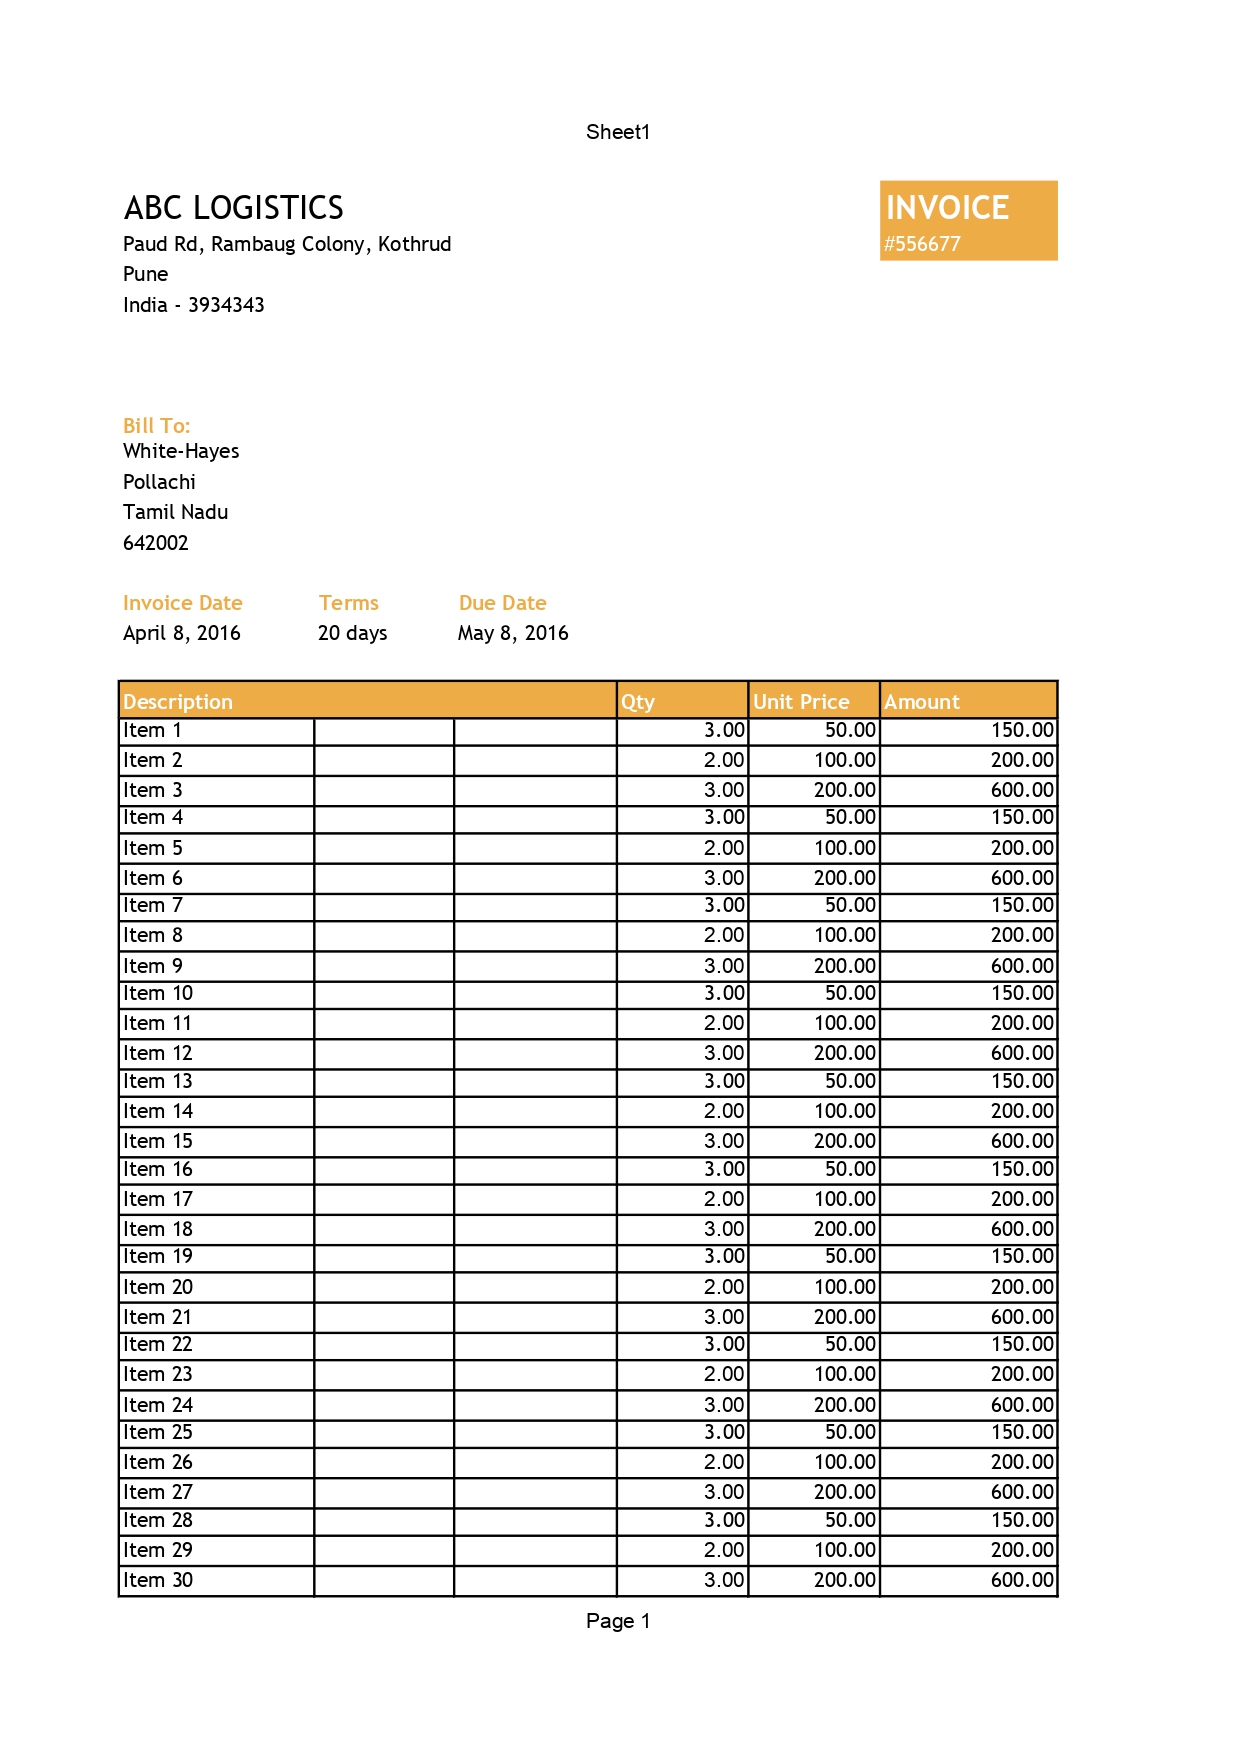 Sheet1
ABC LOGISTICS INVOICE
Paud Rd, Rambaug Colony, Kothrud #556677
Pune
India - 3934343
Bill To:
White-Hayes
Pollachi
Tamil Nadu
642002
Invoice Date Terms Due Date
April 8, 2016 20 days May 8, 2016
Description Qty Unit Price Amount
Item 1 3.00 50.00 150.00
Item 2 2.00 100.00 200.00
Item 3 3.00 200.00 600.00
Item 4 3.00 50.00 150.00
Item 5 2.00 100.00 200.00
Item 6 3.00 200.00 600.00
Item 7 3.00 50.00 150.00
Item 8 2.00 100.00 200.00
Item 9 3.00 200.00 600.00
Item 10 3.00 50.00 150.00
Item 11 2.00 100.00 200.00
Item 12 3.00 200.00 600.00
Item 13 3.00 50.00 150.00
Item 14 2.00 100.00 200.00
Item 15 3.00 200.00 600.00
Item 16 3.00 50.00 150.00
Item 17 2.00 100.00 200.00
Item 18 3.00 200.00 600.00
Item 19 3.00 50.00 150.00
Item 20 2.00 100.00 200.00
Item 21 3.00 200.00 600.00
Item 22 3.00 50.00 150.00
Item 23 2.00 100.00 200.00
Item 24 3.00 200.00 600.00
Item 25 3.00 50.00 150.00
Item 26 2.00 100.00 200.00
Item 27 3.00 200.00 600.00
Item 28 3.00 50.00 150.00
Item 29 2.00 100.00 200.00
Item 30 3.00 200.00 600.00
Page 1